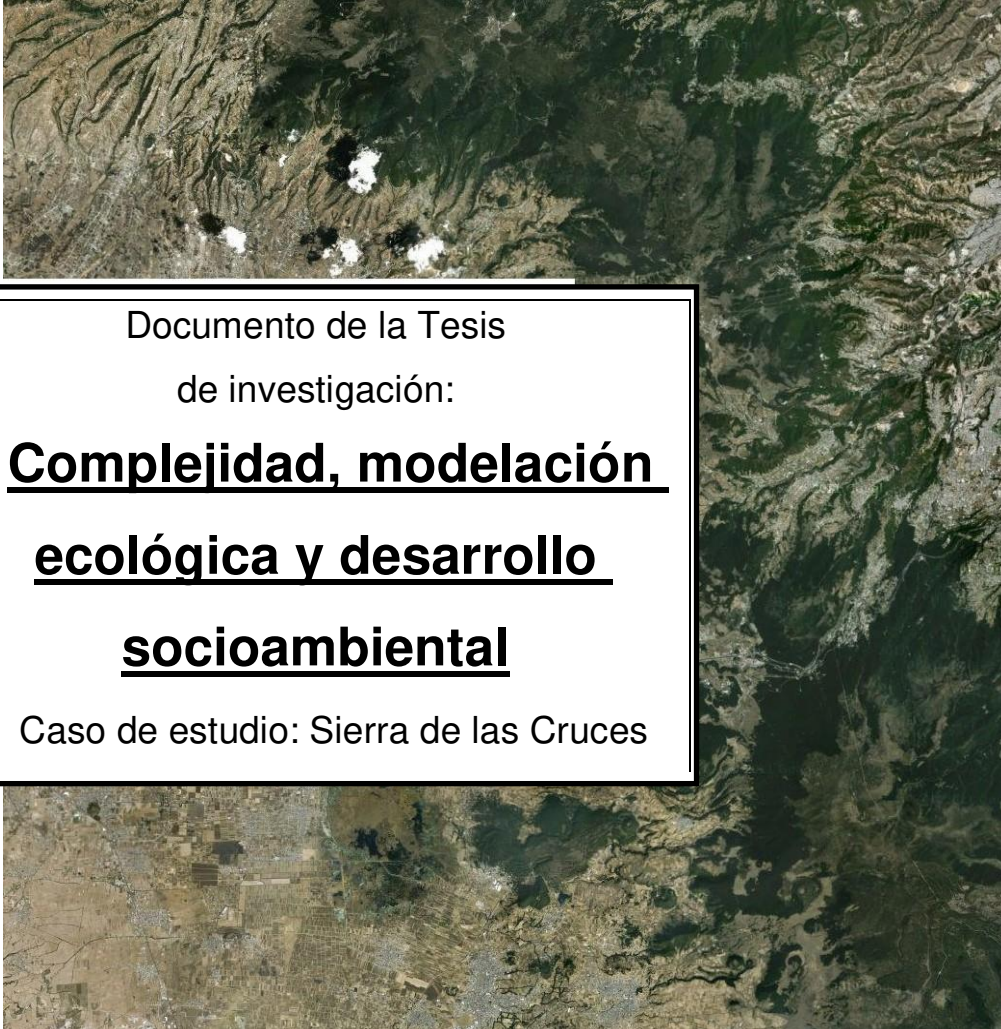 Documento de la Tesis
de investigación:
Complejidad, modelación
ecológica y desarrollo
socioambiental
Caso de estudio: Sierra de las Cruces